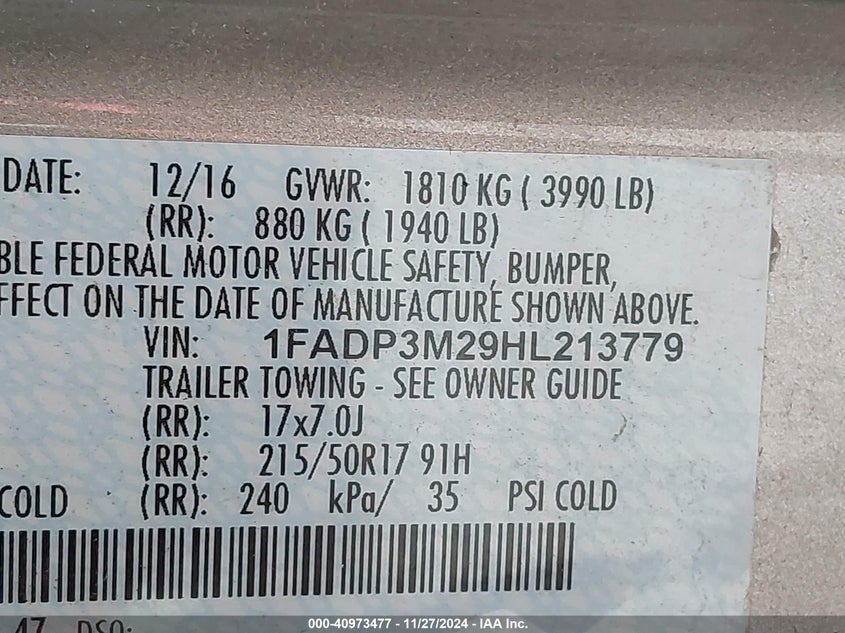 DATE: 12/16 GVWR: 1810 KG ( 3990 LB)
(RR): 880 KG ( 1940 LB)
BLE FEDERAL MOTOR VEHICLE SAFETY, BUMPER,
FFECT ON THE DATE OF MANUFACTURE SHOWN ABOVE.
VIN: 1FADP3M29HL213779
TRAILER TOWING - SEE OWNER GUIDE
(RR): 17x7.0J
(RR): 215/50R17 91H
COLD (RR): 240 kPa/ 35 PSI COLD
47 DSO:
000-40973477 - 11/27/2024 - IAA Inc.